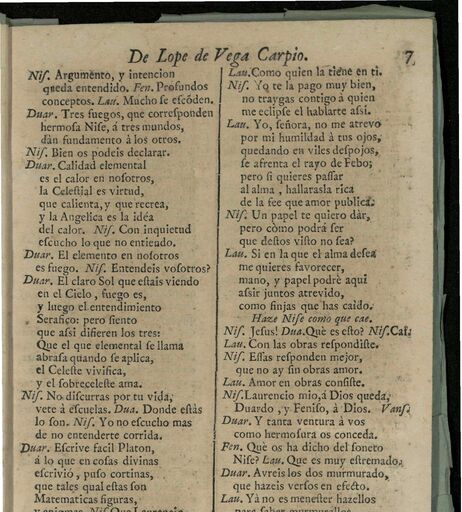 De Lope de Vega Carpio. 7
Nis. Argumento, y intencion
queda entendido. Fen. Profundos
conceptos. Lau. Mucho se escóden.
Duar. Tres fuegos, que corresponden
hermosa Nise, á tres mundos,
dàn fundamento à los otros.
Nis. Bien os podeis declarar.
Duar. Calidad elemental
es el calor en nosotros,
la Celestial es virtud,
que calienta, y que recrea,
y la Angelica es la idéa
del calor. Nis. Con inquietud
escucho lo que no entiendo.
Duar. El elemento en nosotros
es fuego. Nis. Entendeis vosotros?
Duar. El claro Sol que estais viendo
en el Cielo, fuego es,
y luego el entendimiento
Serafico: pero siento
que assi difieren los tres:
Que el que elemental se llama
abrasa quando se aplica,
el Celeste vivifica,
y el sobreceleste ama.
Nis. No discurras por tu vida,
vete à escuelas. Dua. Donde estàs
lo son. Nis. Yo no escucho mas
de no entenderte corrida.
Duar. Escrive facil Platon,
á lo que en cosas divinas
escrivió, puso cortinas,
que tales qual estas son
Matematicas figuras,
y enigmas. Nis. Oye Laurencio.
Lau. Como quien la tiene en ti.
Nis. Yo te la pago muy bien,
no traygas contigo à quien
me eclipse el hablarte assi.
Lau. Yo, señora, no me atrevo
por mi humildad à tus ojos,
quedando en viles despojos,
se afrenta el rayo de Febo;
pero si quieres passar
al alma, hallarasla rica
de la fee que amor publica.
Nis. Un papel te quiero dàr,
pero còmo podrà ser
que destos visto no sea?
Lau. Si en la que el alma desea
me quieres favorecer,
mano, y papel podrè aqui
assir juntos atrevido,
como finjas que has caido.
Haze Nise como que cae.
Nis. Jesus! Dua. Què es esto? Nis. Caí.
Lau. Con las obras respondiste.
Nis. Essas responden mejor,
que no ay sin obras amor.
Lau. Amor en obras consiste.
Nis. Laurencio mio, á Dios queda,
Duardo, y Feniso, à Dios. Vans.
Duar. Y tanta ventura à vos
como hermosura os conceda.
Fen. Què os ha dicho del soneto
Nise? Lau. Que es muy estremado.
Duar. Avreis los dos murmurado,
que hazeis versos en efecto.
Lau. Yà no es menester hazellos
para saber murmurallos